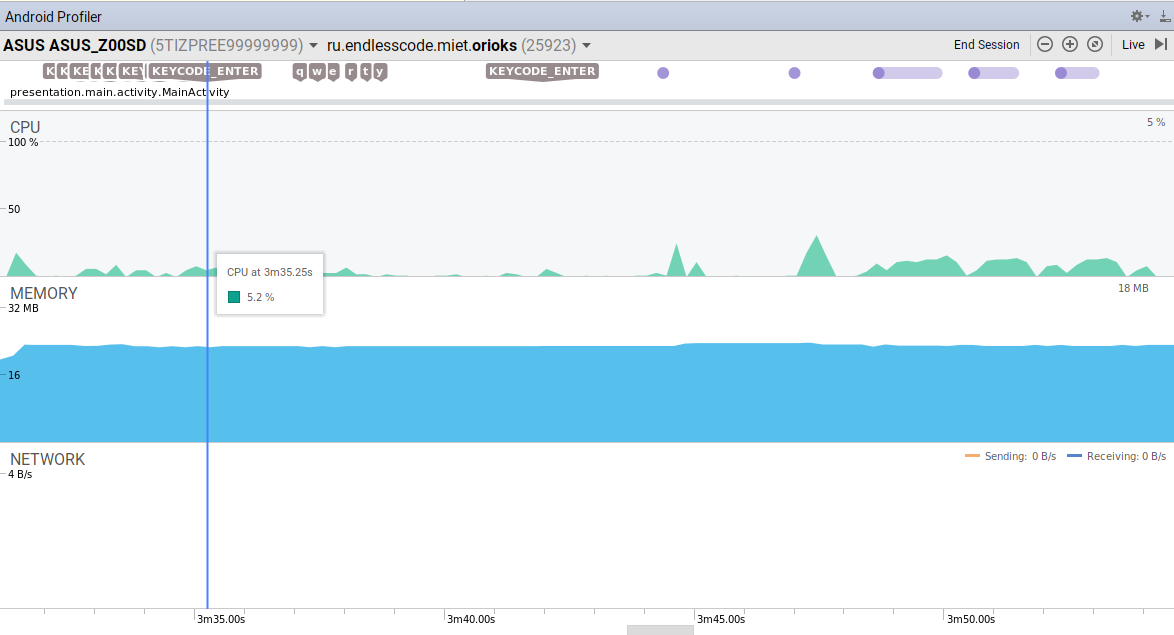 Android Profiler
ASUS ASUS_Z00SD (5TIZPREE99999999) ru.endlesscode.miet.orioks (25923) End Session Live
K K KE K K KEY KEYCODE_ENTER q w e r t y KEYCODE_ENTER
presentation.main.activity.MainActivity
CPU 5 %
100 %
50
CPU at 3m35.25s
5.2 %
MEMORY 18 MB
32 MB
16
NETWORK Sending: 0 B/s Receiving: 0 B/s
4 B/s
3m35.00s 3m40.00s 3m45.00s 3m50.00s